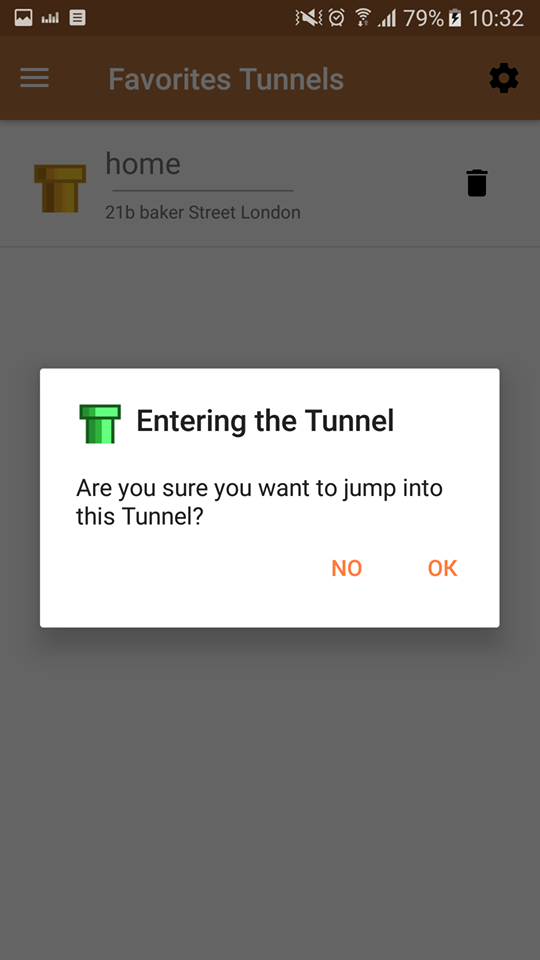 79% 10:32
Favorites Tunnels
home
21b baker Street London
Entering the Tunnel
Are you sure you want to jump into
this Tunnel?
NO OK